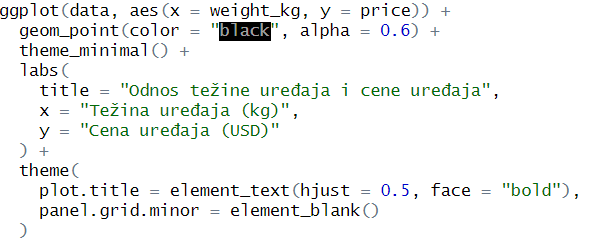 ggplot(data, aes(x = weight_kg, y = price)) +
  geom_point(color = "black", alpha = 0.6) +
  theme_minimal() +
  labs(
    title = "Odnos težine uređaja i cene uređaja",
    x = "Težina uređaja (kg)",
    y = "Cena uređaja (USD)"
  ) +
  theme(
    plot.title = element_text(hjust = 0.5, face = "bold"),
    panel.grid.minor = element_blank()
  )